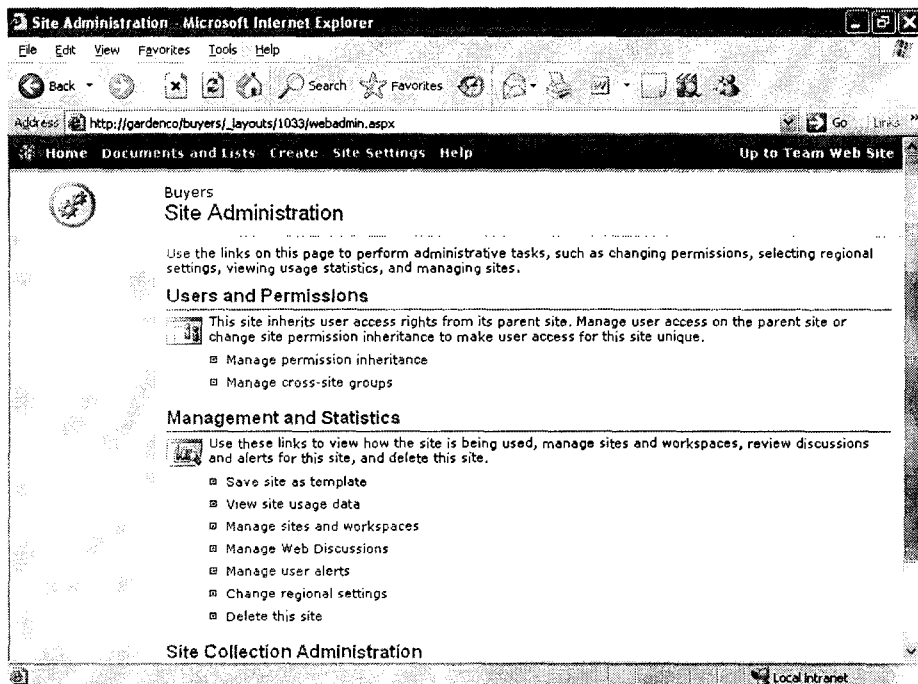 Site Administration - Microsoft Internet Explorer
File Edit View Favorites Tools Help
Back Search Favorites
Address http://gardenco/buyers/_layouts/1033/webadmin.aspx Go Links »
Home Documents and Lists Create Site Settings Help Up to Team Web Site
Buyers
Site Administration
Use the links on this page to perform administrative tasks, such as changing permissions, selecting regional
settings, viewing usage statistics, and managing sites.
Users and Permissions
This site inherits user access rights from its parent site. Manage user access on the parent site or
change site permission inheritance to make user access for this site unique.
Manage permission inheritance
Manage cross-site groups
Management and Statistics
Use these links to view how the site is being used, manage sites and workspaces, review discussions
and alerts for this site, and delete this site.
Save site as template
View site usage data
Manage sites and workspaces
Manage Web Discussions
Manage user alerts
Change regional settings
Delete this site
Site Collection Administration
Local intranet